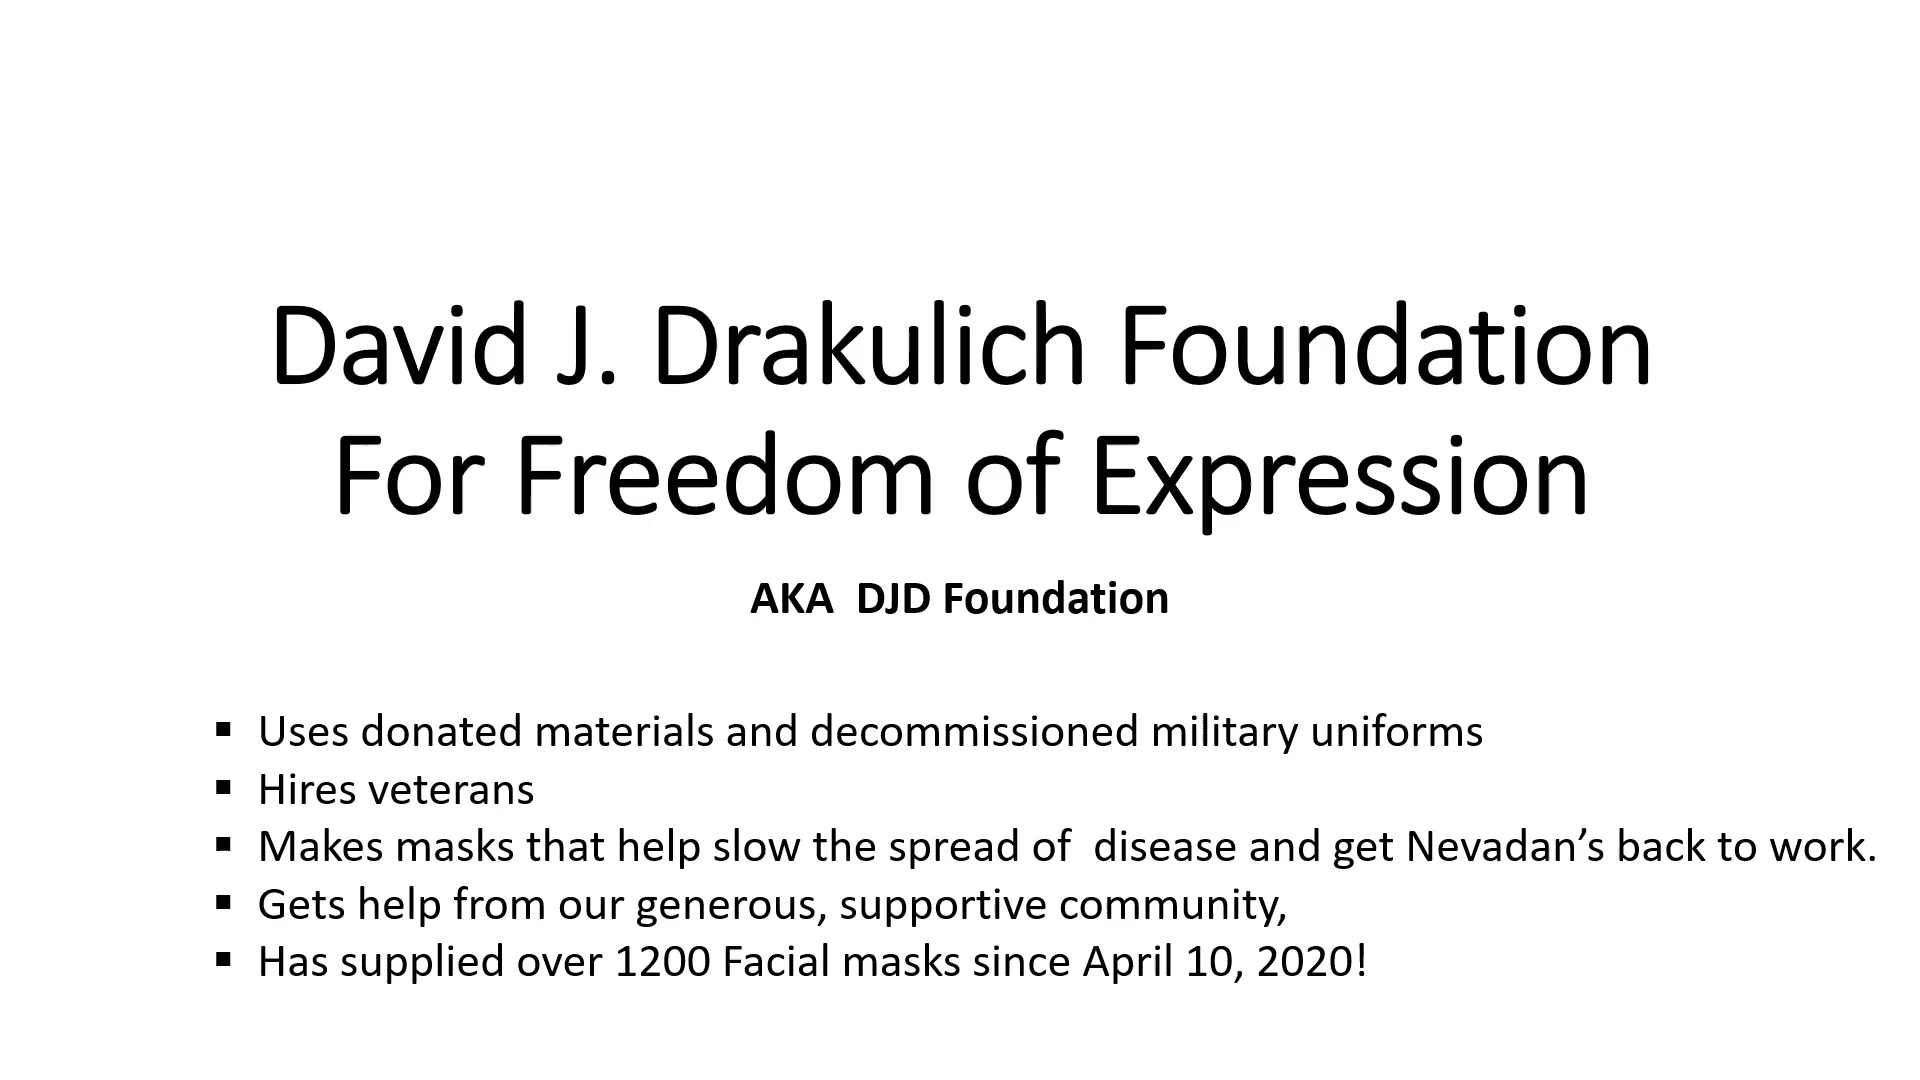 David J. Drakulich Foundation
For Freedom of Expression
AKA  DJD Foundation
▪ Uses donated materials and decommissioned military uniforms
▪ Hires veterans
▪ Makes masks that help slow the spread of  disease and get Nevadan’s back to work.
▪ Gets help from our generous, supportive community,
▪ Has supplied over 1200 Facial masks since April 10, 2020!